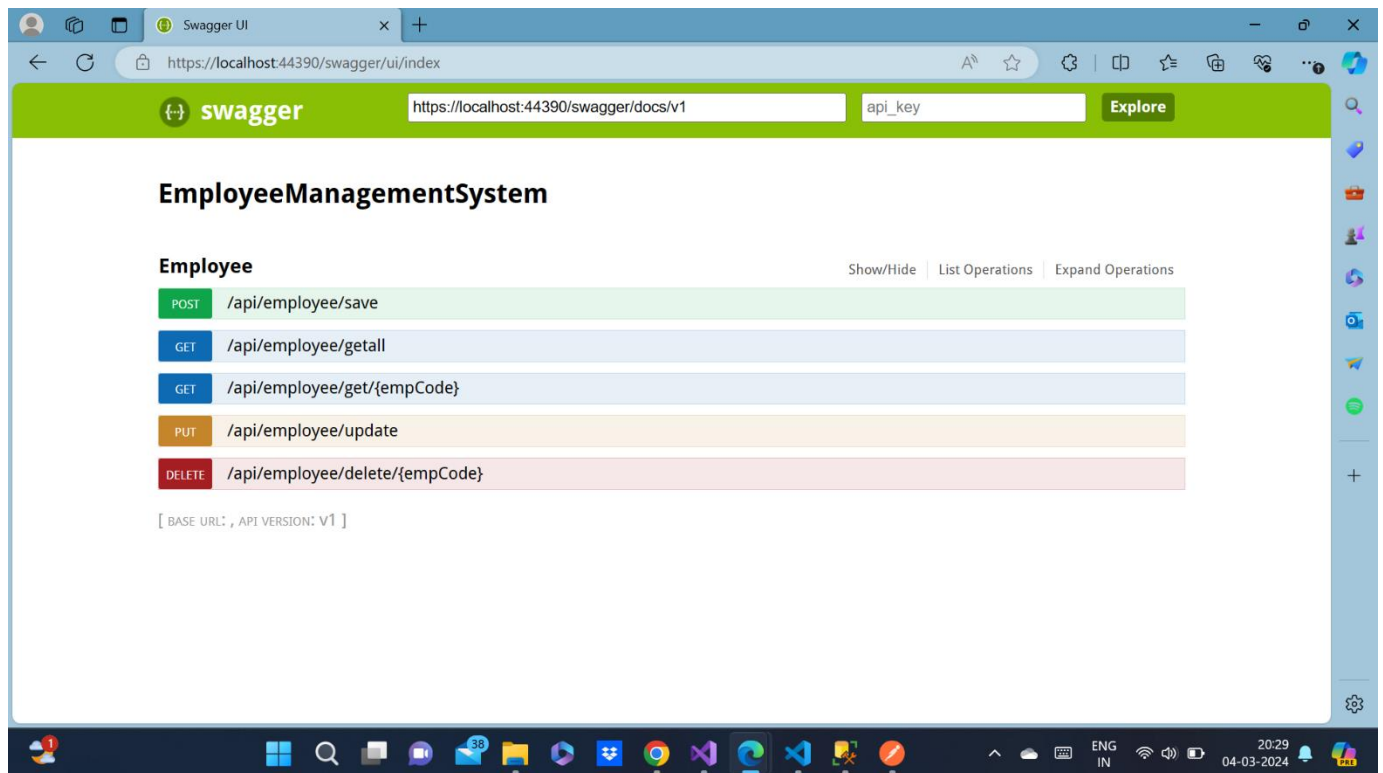 Swagger UI
https://localhost:44390/swagger/ui/index
swagger https://localhost:44390/swagger/docs/v1 api_key Explore
EmployeeManagementSystem
Employee Show/Hide List Operations Expand Operations
POST /api/employee/save
GET /api/employee/getall
GET /api/employee/get/{empCode}
PUT /api/employee/update
DELETE /api/employee/delete/{empCode}
[ BASE URL: , API VERSION: V1 ]
1 38 ENG 20:29
IN 04-03-2024 PRE